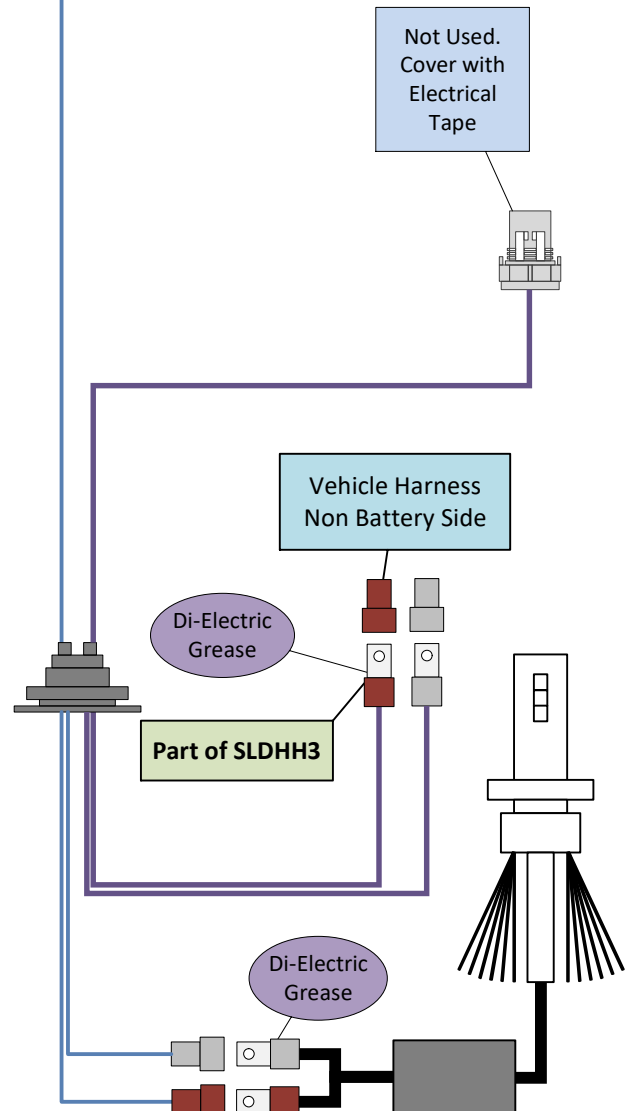 Not Used.
Cover with
Electrical
Tape
Vehicle Harness
Non Battery Side
Di-Electric
Grease
Part of SLDHH3
Di-Electric
Grease